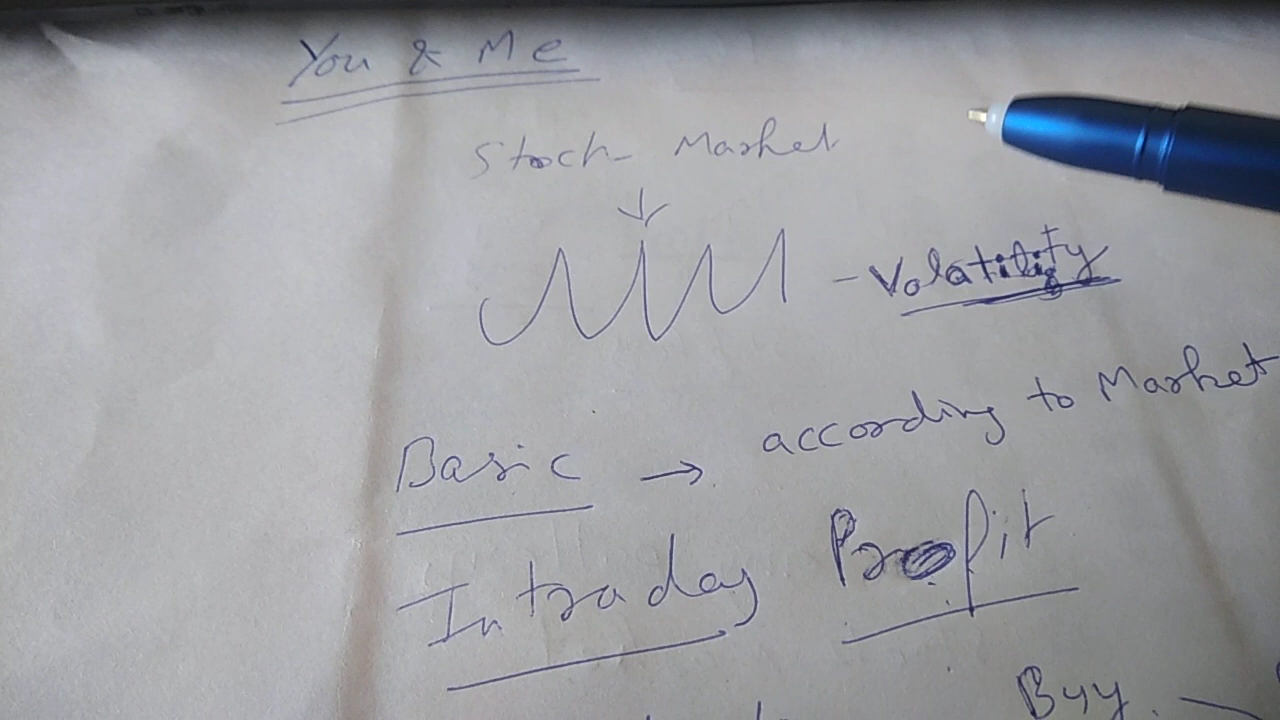 You & Me
Stock Market
- Volatility
Basic → according to Market
Intraday Profit
Buy